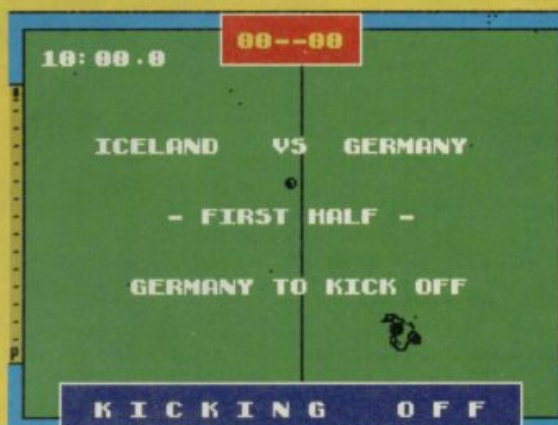 00--00
10:00.0
ICELAND VS GERMANY
- FIRST HALF -
GERMANY TO KICK OFF
KICKING OFF